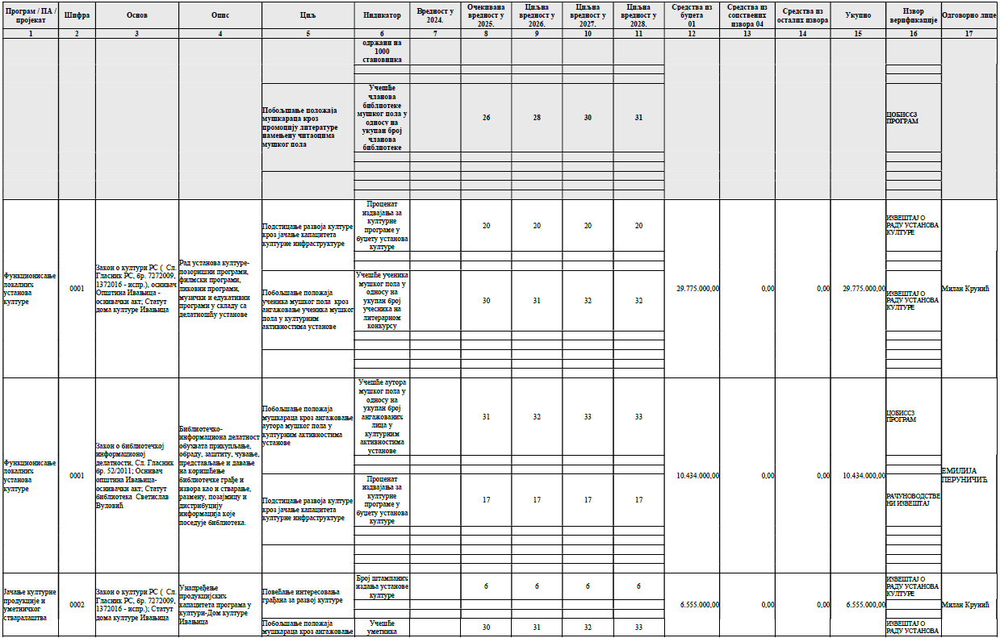 Програм / ПА / пројекат
Шифра
Основ
Опис
Циљ
Индикатор
Вредност у 2024.
Очекивана вредност у 2025.
Циљна вредност у 2026.
Циљна вредност у 2027.
Циљна вредност у 2028.
Средства из буџета 01
Средства из сопствених извора 04
Средства из осталих извора
Укупно
Извор верификације
Одговорно лице
1 2 3 4 5 6 7 8 9 10 11 12 13 14 15 16 17
одржани на
1000
становника
Побољшање положаја
мушкараца кроз
промоцију литературе
намењену читаоцима
мушког пола
Учешће
чланова
библиотеке
мушког пола у
односу на
укупан број
чланова
библиотеке
26 28 30 31
ЦОБИССЗ
ПРОГРАМ
Функционисање
локалних
установа
културе
0001
Закон о култури РС ( Сл.
Гласник РС, бр. 7272009,
1372016 - испр.), оснивач
Општина Ивањица -
оснивачки акт; Статут
дома културе Ивањица
Рад установа културе-
позоришни програми,
филмски програми,
ликовни програми,
музички и едукативни
програми у складу са
делатношћу установе
Подстицање развоја културе
кроз јачање капацитета
културне инфраструктуре
Проценат
издвајања за
културне
програме у
буџету установа
културе
20 20 20 20
ИЗВЕШТАЈ О
РАДУ УСТАНОВА
КУЛТУРЕ
Побољшање положаја
ученика мушког пола кроз
ангажовање ученика мушког
пола у културним
активностима установе
Учешће ученика
мушког пола у
односу на
укупан број
учесника на
литерарном
конкурсу
30 31 32 32
ИЗВЕШТАЈ О
РАДУ УСТАНОВА
КУЛТУРЕ
29.775.000,00 0,00 0,00 29.775.000,00
Милан Крунић
Функционисање
локалних
установа
културе
0001
Закон о библиотечкој
информационој
делатности, Сл. Гласник
бр. 52/2011; Оснивач
општина Ивањица-
оснивачки акт; Статут
библиотека Светислав
Вуловић
Библиотечко-
информациона делатност
обухвата прикупљање,
обраду, заштиту, чување,
представљање и давање
на коришћење
библиотечке грађе и
извора као и стварање,
размену, позајмицу и
дистрибуцију
информација које
поседује библиотека.
Побољшање положаја
мушкараца кроз ангажовање
аутора мушког пола у
културним активностима
установе
Учешће аутора
мушког пола у
односу на
укупан број
ангажованих
лица у
културним
активностима
установе
31 32 33 33
ЦОБИССЗ
ПРОГРАМ
Подстицање развоја културе
кроз јачање капацитета
културне инфраструктуре
Проценат
издвајања за
културне
програме у
буџету установа
културе
17 17 17 17
РАЧУНОВОДСТВЕ
НИ ИЗВЕШТАЈ
10.434.000,00 0,00 0,00 10.434.000,00
ЕМИЛИЈА
ПЕРУНИЧИЋ
Јачање културне
продукције и
уметничког
стваралаштва
0002
Закон о култури РС ( Сл.
Гласник РС, бр. 7272009,
1372016 - испр.); Статут
дома културе Ивањица
Унапређење
продукцијских
капацитета програма у
култури-Дом културе
Ивањица
Повећање интересовања
грађана за развој културе
Број штампаних
издања установе
културе
6 6 6 6
ИЗВЕШТАЈ О
РАДУ УСТАНОВА
КУЛТУРЕ
6.555.000,00 0,00 0,00 6.555.000,00
Милан Крунић
Побољшање положаја
мушкараца кроз ангажовање
Учешће
уметника
30 31 32 33
ИЗВЕШТАЈ О
РАДУ УСТАНОВА